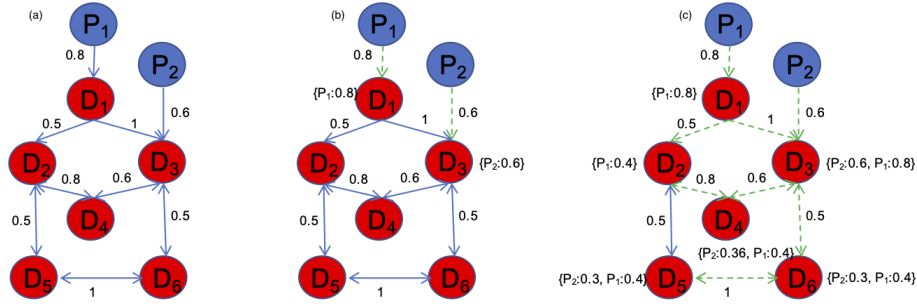 (a)
P1
0.8
P2
D1
0.6
0.5
1
D2
D3
0.8
0.6
D4
0.5
0.5
D5
D6
1
(b)
P1
0.8
P2
{P1:0.8}
D1
0.6
0.5
1
D2
D3
{P2:0.6}
0.8
0.6
D4
0.5
0.5
D5
D6
1
(c)
P1
0.8
P2
{P1:0.8}
D1
0.6
0.5
1
{P1:0.4}
D2
D3
{P2:0.6, P1:0.8}
0.8
0.6
D4
0.5
0.5
{P2:0.36, P1:0.4}
{P2:0.3, P1:0.4}
D5
D6
{P2:0.3, P1:0.4}
1